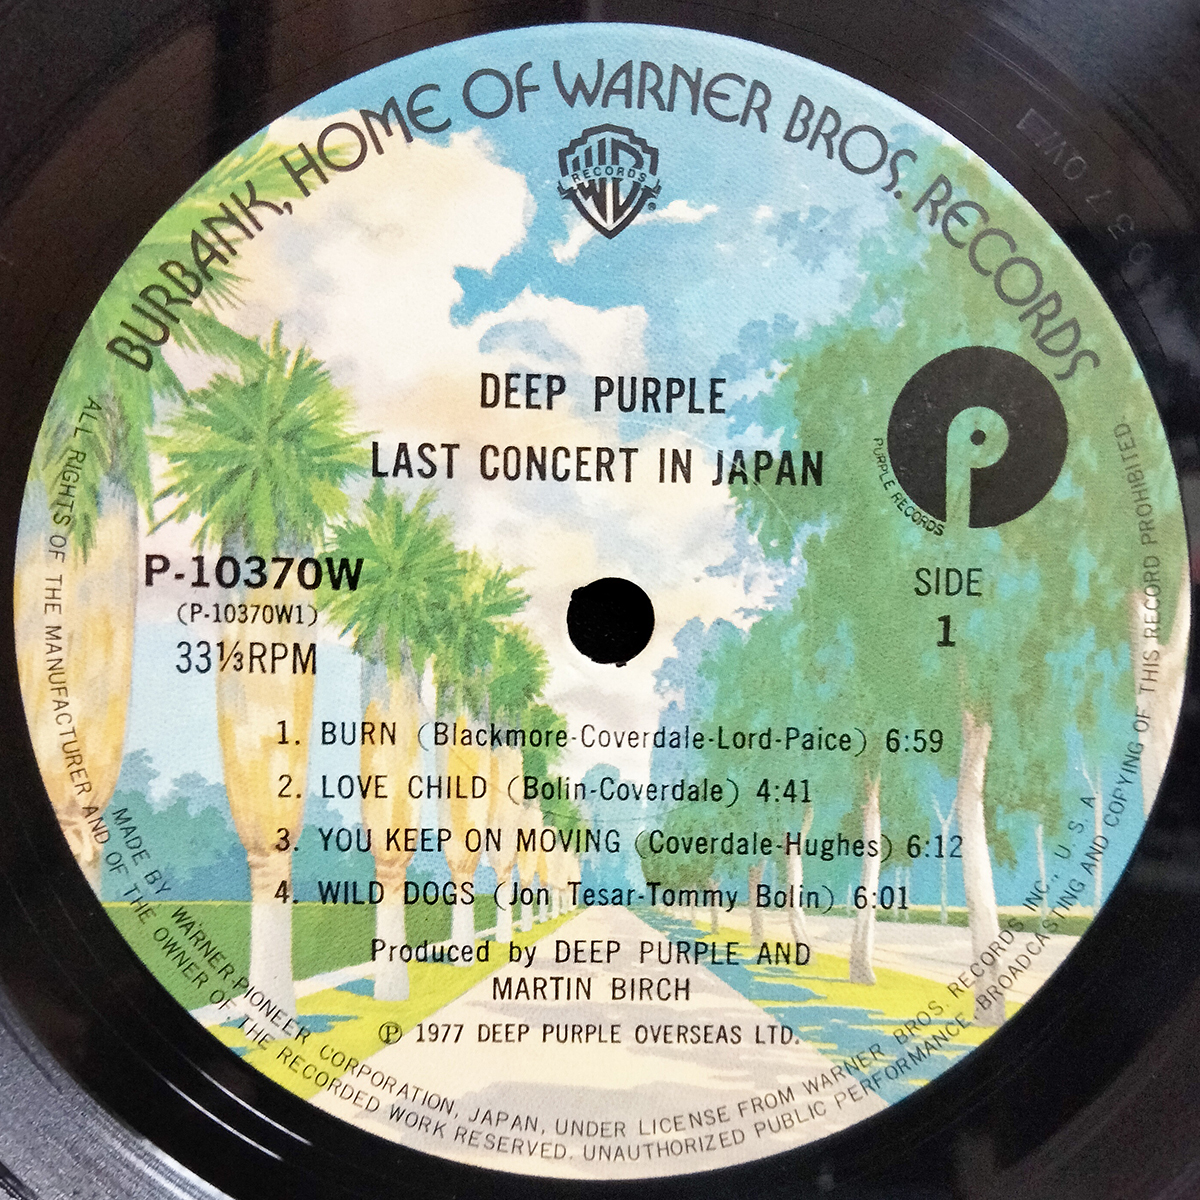 BURBANK, HOME OF WARNER BROS. RECORDS
WB
RECORDS
®
DEEP PURPLE
LAST CONCERT IN JAPAN
PURPLE RECORDS
P-10370W
(P-10370W1)
33⅓RPM
SIDE
1
1. BURN (Blackmore-Coverdale-Lord-Paice) 6:59
2. LOVE CHILD (Bolin-Coverdale) 4:41
3. YOU KEEP ON MOVING (Coverdale-Hughes) 6:12
4. WILD DOGS (Jon Tesar-Tommy Bolin) 6:01
Produced by DEEP PURPLE AND
MARTIN BIRCH
Ⓟ 1977 DEEP PURPLE OVERSEAS LTD.
MADE BY WARNER-PIONEER CORPORATION, JAPAN, UNDER LICENSE FROM WARNER BROS. RECORDS INC., U. S. A
ALL RIGHTS OF THE MANUFACTURER AND OF THE OWNER OF THE RECORDED WORK RESERVED. UNAUTHORIZED PUBLIC PERFORMANCE, BROADCASTING AND COPYING OF THIS RECORD PROHIBITED.